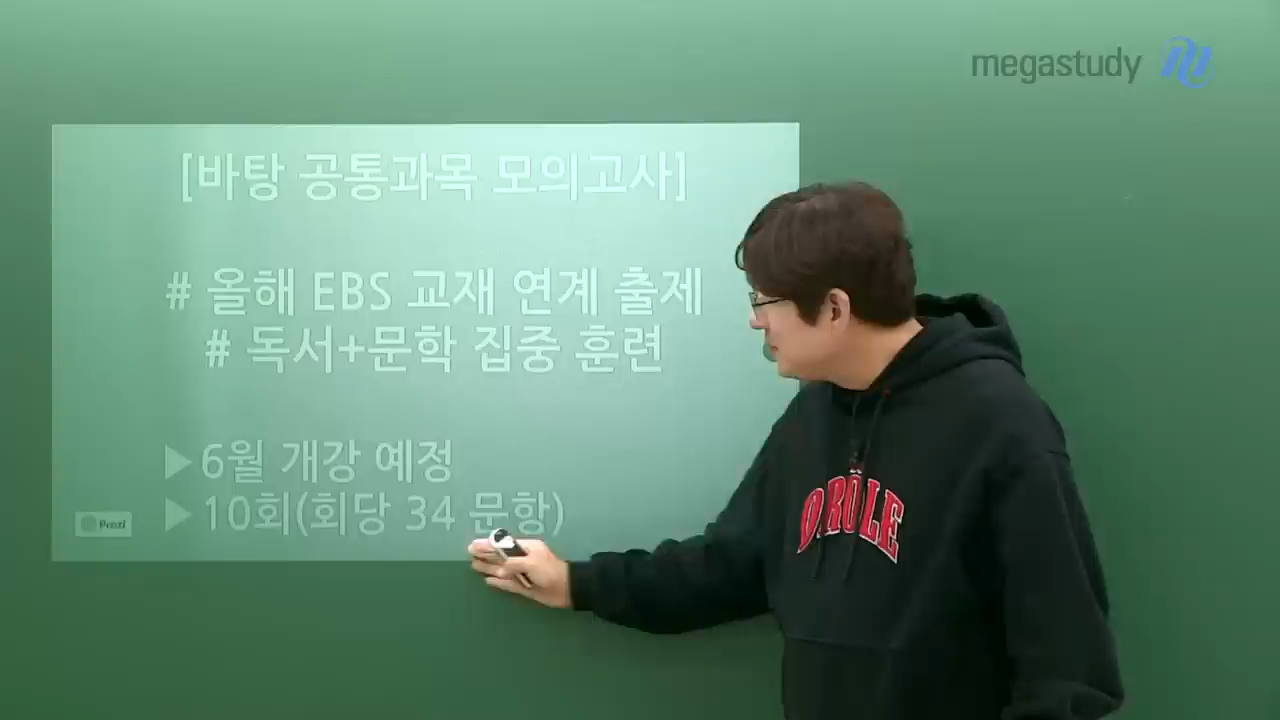 megastudy
[바탕 공통과목 모의고사]
# 올해 EBS 교재 연계 출제
# 독서+문학 집중 훈련
▶6월 개강 예정
▶10회(회당 34 문항)
Prezi
DRÔLE